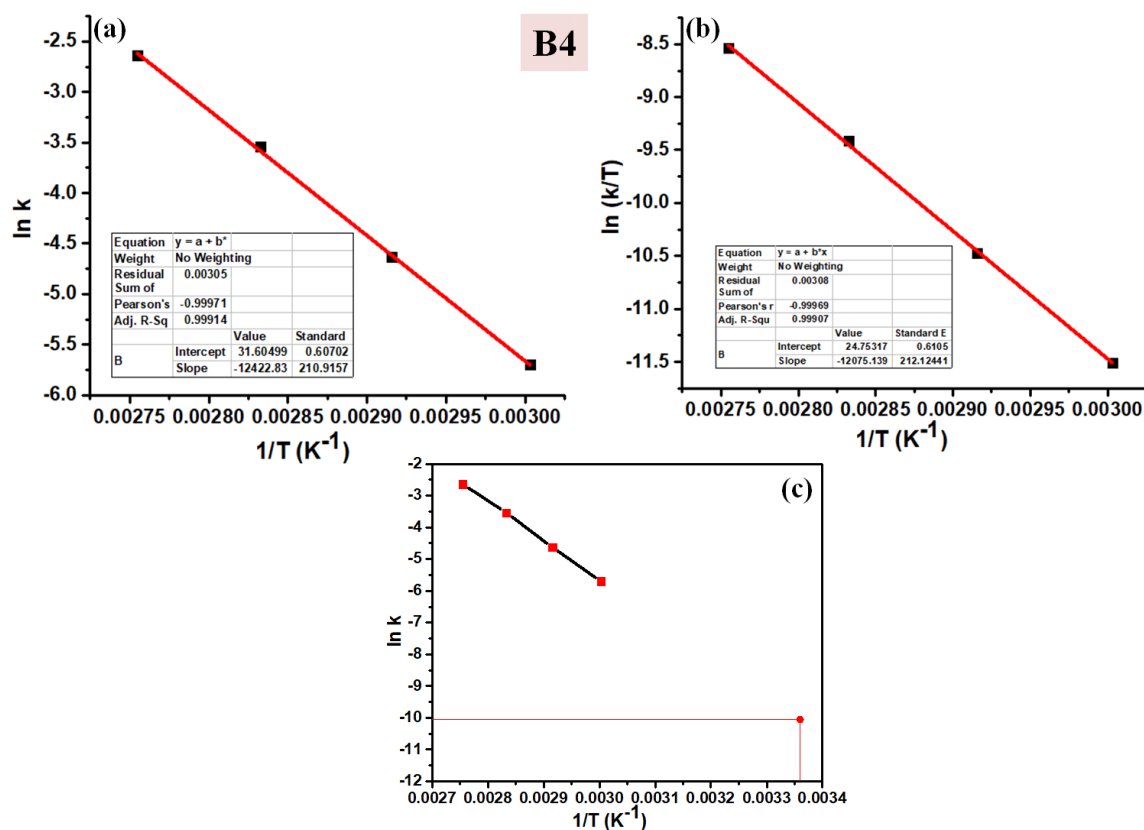 (a)
B4
(b)
-2.5
-3.0
-3.5
-4.0
-4.5
-5.0
-5.5
-6.0
ln k
Equation y = a + b*
Weight No Weighting
Residual Sum of 0.00305
Pearson's -0.99971
Adj. R-Sq 0.99914
Value Standard
B Intercept 31.60499 0.60702
Slope -12422.83 210.9157
0.00275 0.00280 0.00285 0.00290 0.00295 0.00300
1/T (K-1)
-8.5
-9.0
-9.5
-10.0
-10.5
-11.0
-11.5
ln (k/T)
Equation y = a + b*x
Weight No Weighting
Residual Sum of 0.00308
Pearson's r -0.99969
Adj. R-Squ 0.99907
Value Standard E
B Intercept 24.75317 0.6105
Slope -12075.139 212.12441
0.00275 0.00280 0.00285 0.00290 0.00295 0.00300
1/T (K-1)
(c)
-2
-3
-4
-5
-6
-7
-8
-9
-10
-11
-12
ln k
0.0027 0.0028 0.0029 0.0030 0.0031 0.0032 0.0033 0.0034
1/T (K-1)